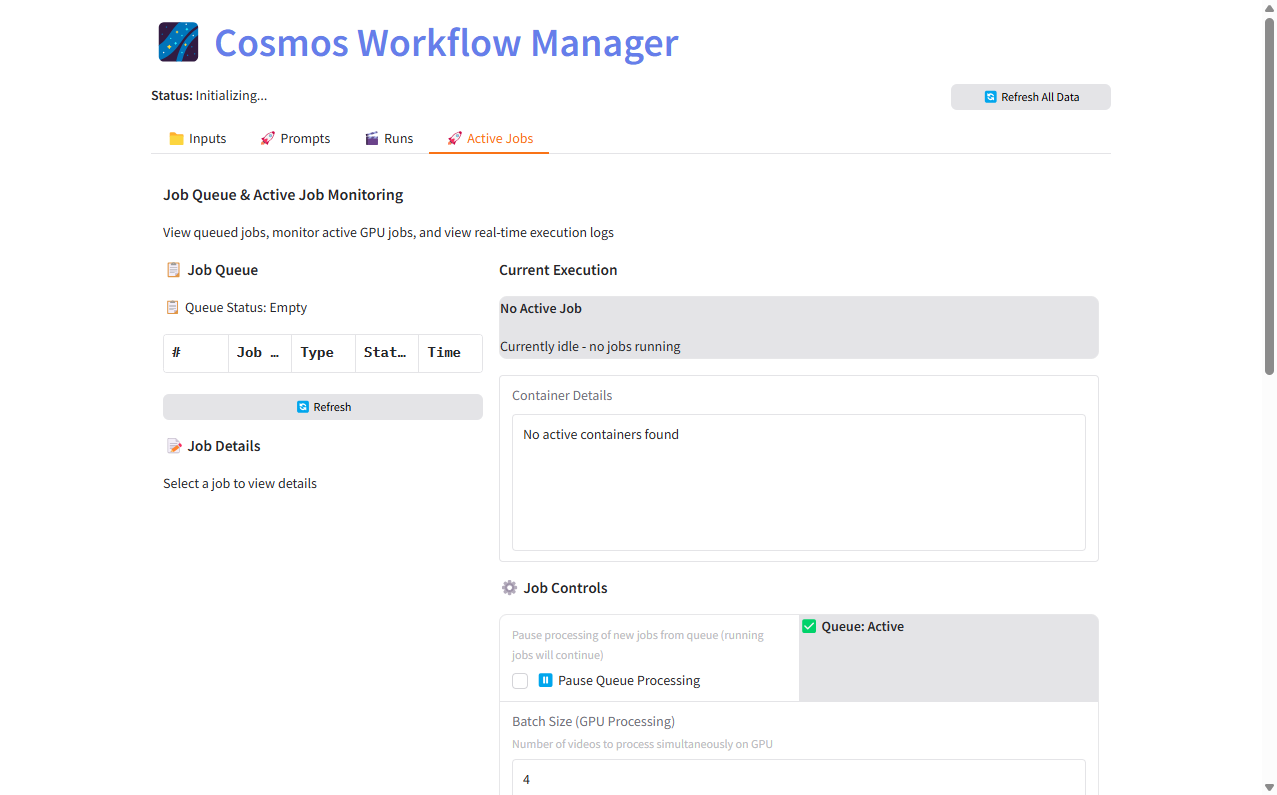 Cosmos Workflow Manager
Status: Initializing...
Refresh All Data
Inputs
Prompts
Runs
Active Jobs
Job Queue & Active Job Monitoring
View queued jobs, monitor active GPU jobs, and view real-time execution logs
Job Queue
Queue Status: Empty
# Job ... Type Stat... Time
Refresh
Job Details
Select a job to view details
Current Execution
No Active Job
Currently idle - no jobs running
Container Details
No active containers found
Job Controls
Pause processing of new jobs from queue (running
jobs will continue)
Pause Queue Processing
Queue: Active
Batch Size (GPU Processing)
Number of videos to process simultaneously on GPU
4